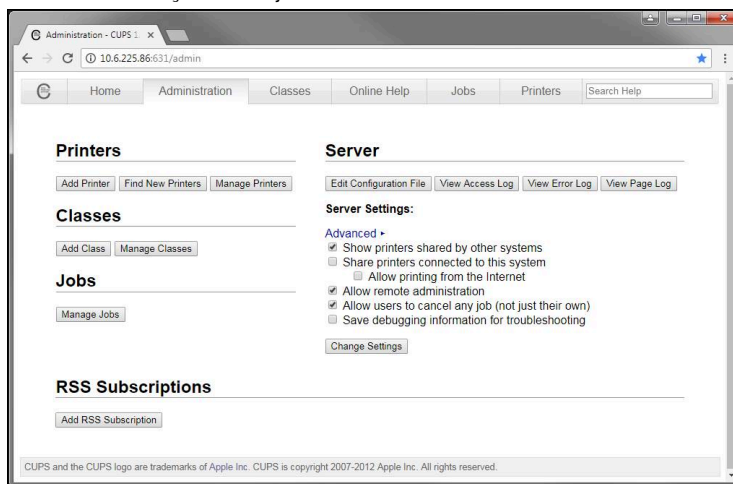 Administration - CUPS 1.
10.6.225.86:631/admin
Home Administration Classes Online Help Jobs Printers Search Help
Printers
Add Printer Find New Printers Manage Printers
Classes
Add Class Manage Classes
Jobs
Manage Jobs
Server
Edit Configuration File View Access Log View Error Log View Page Log
Server Settings:
Advanced
Show printers shared by other systems
Share printers connected to this system
Allow printing from the Internet
Allow remote administration
Allow users to cancel any job (not just their own)
Save debugging information for troubleshooting
Change Settings
RSS Subscriptions
Add RSS Subscription
CUPS and the CUPS logo are trademarks of Apple Inc. CUPS is copyright 2007-2012 Apple Inc. All rights reserved.